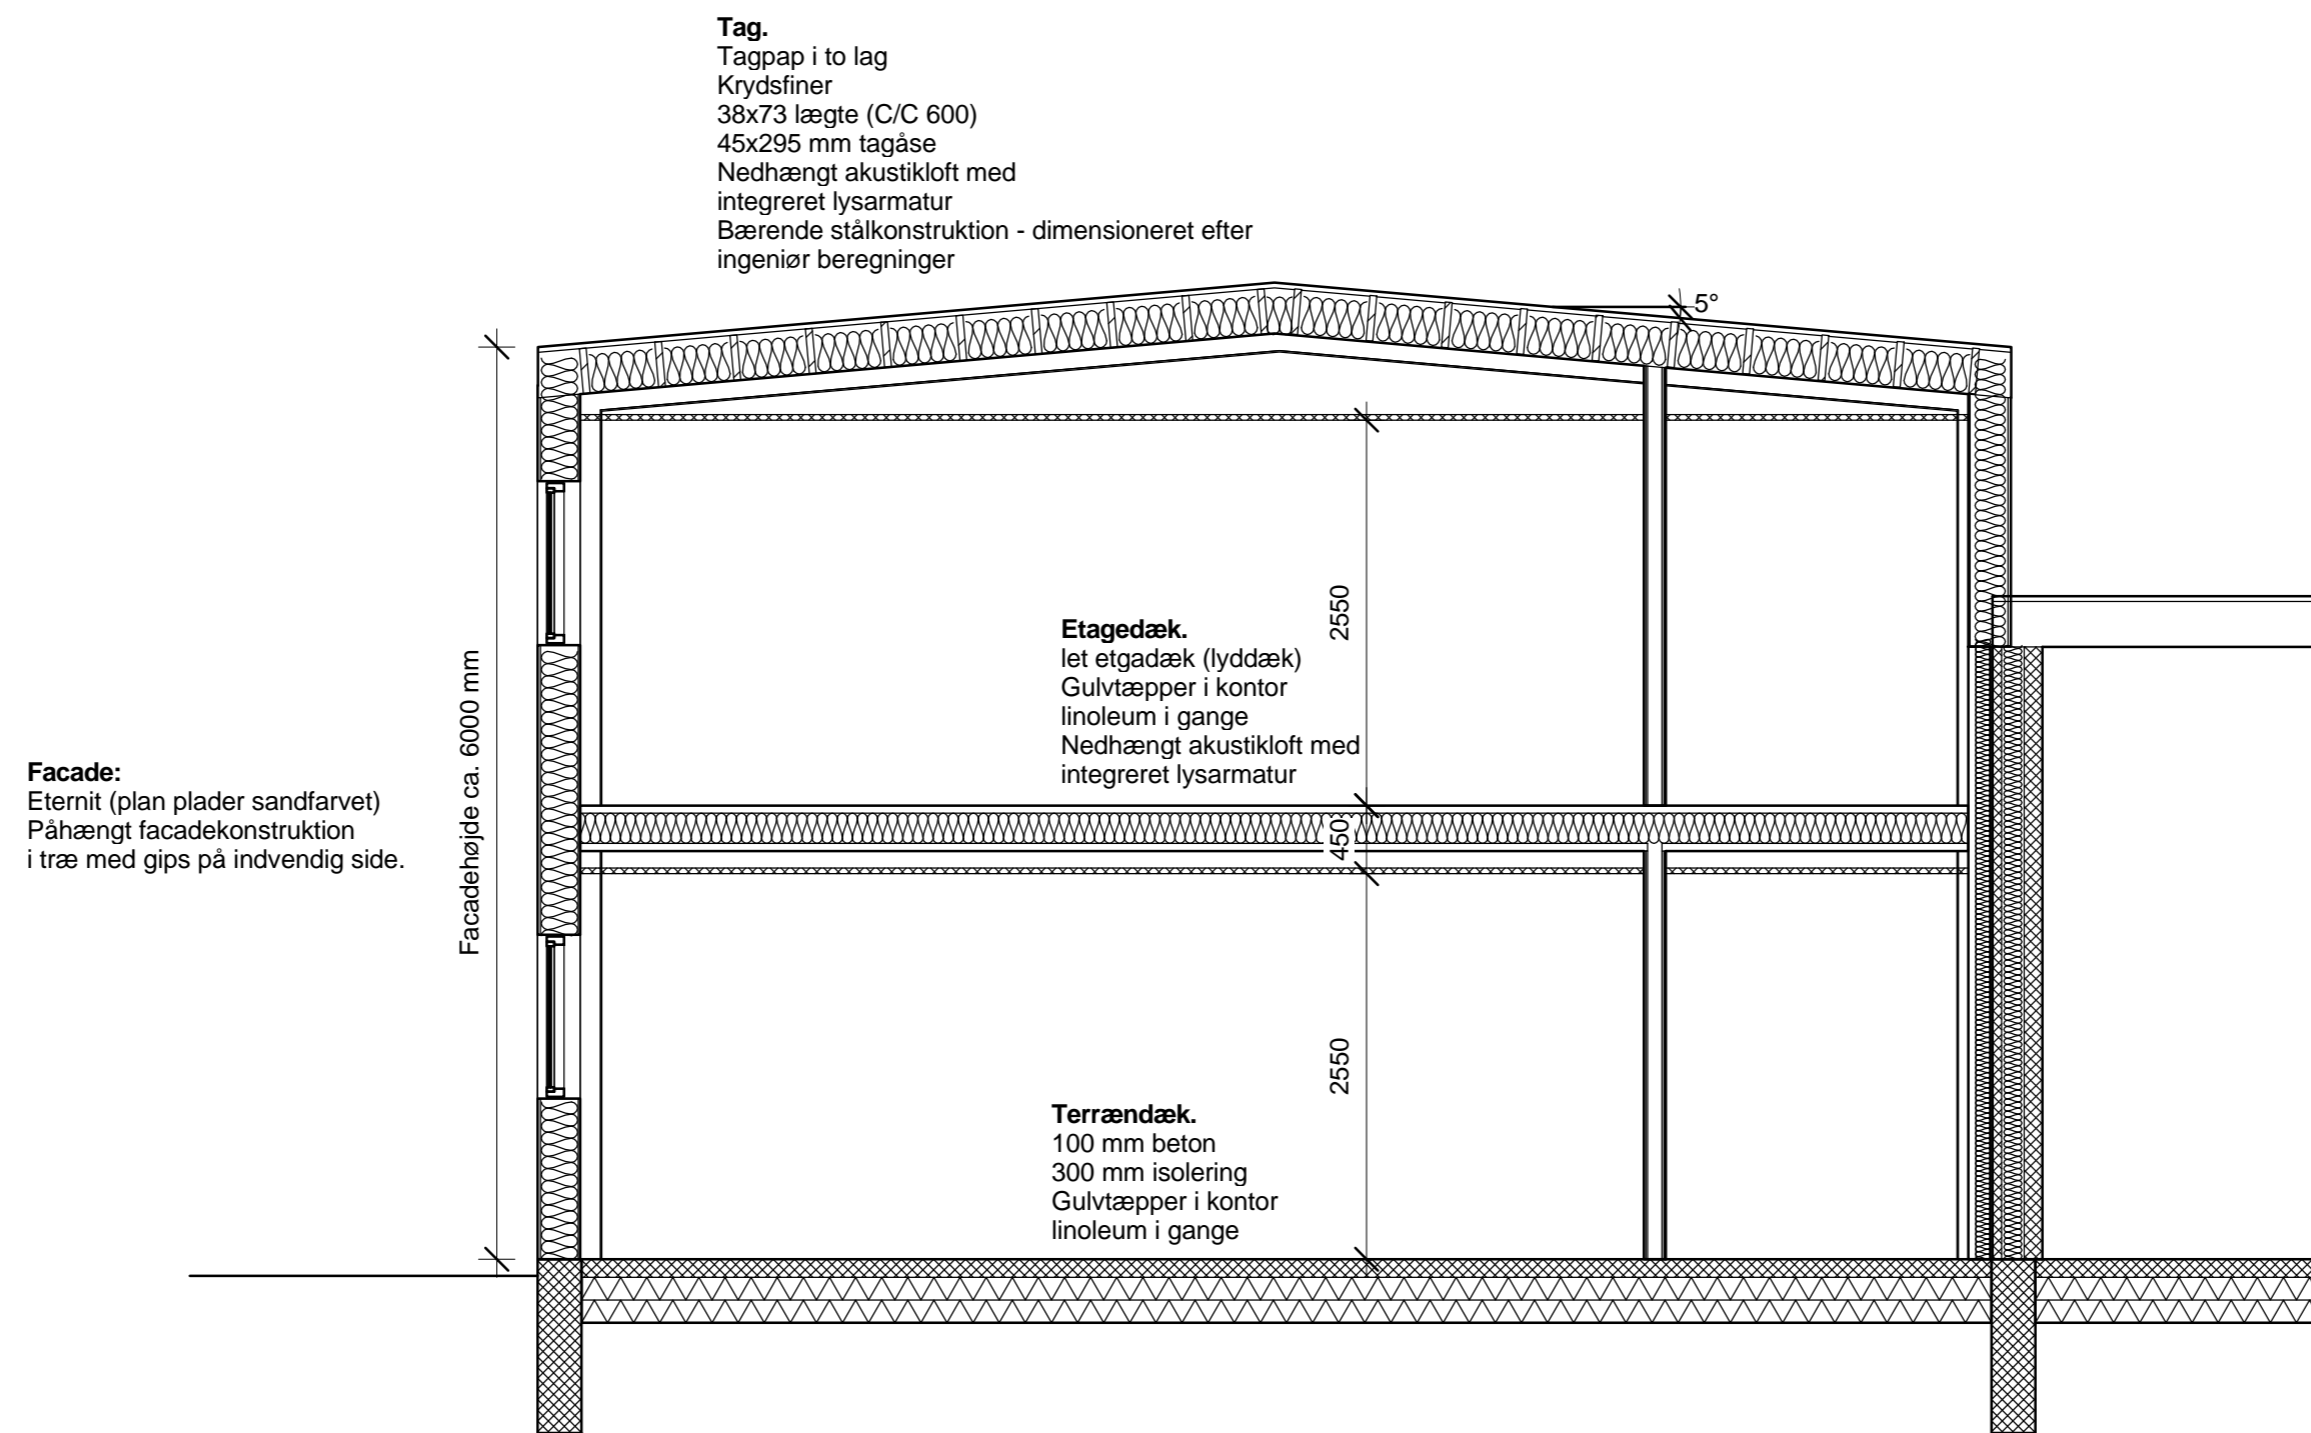 Tag.
Tagpap i to lag
Krydsfiner
38x73 lægte (C/C 600)
45x295 mm tagåse
Nedhængt akustikloft med
integreret lysarmatur
Bærende stålkonstruktion - dimensioneret efter
ingeniør beregninger
5°
2550
Etagedæk.
let etgadæk (lyddæk)
Gulvtæpper i kontor
linoleum i gange
Nedhængt akustikloft med
integreret lysarmatur
Facadehøjde ca. 6000 mm
Facade:
Eternit (plan plader sandfarvet)
Påhængt facadekonstruktion
i træ med gips på indvendig side.
450
2550
Terrændæk.
100 mm beton
300 mm isolering
Gulvtæpper i kontor
linoleum i gange